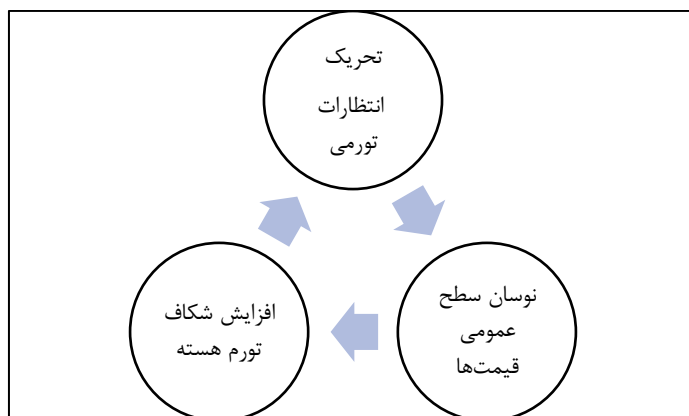 تحریک
انتظارات
تورمی
نوسان سطح
عمومی
قیمت‌ها
افزایش شکاف
تورم هسته